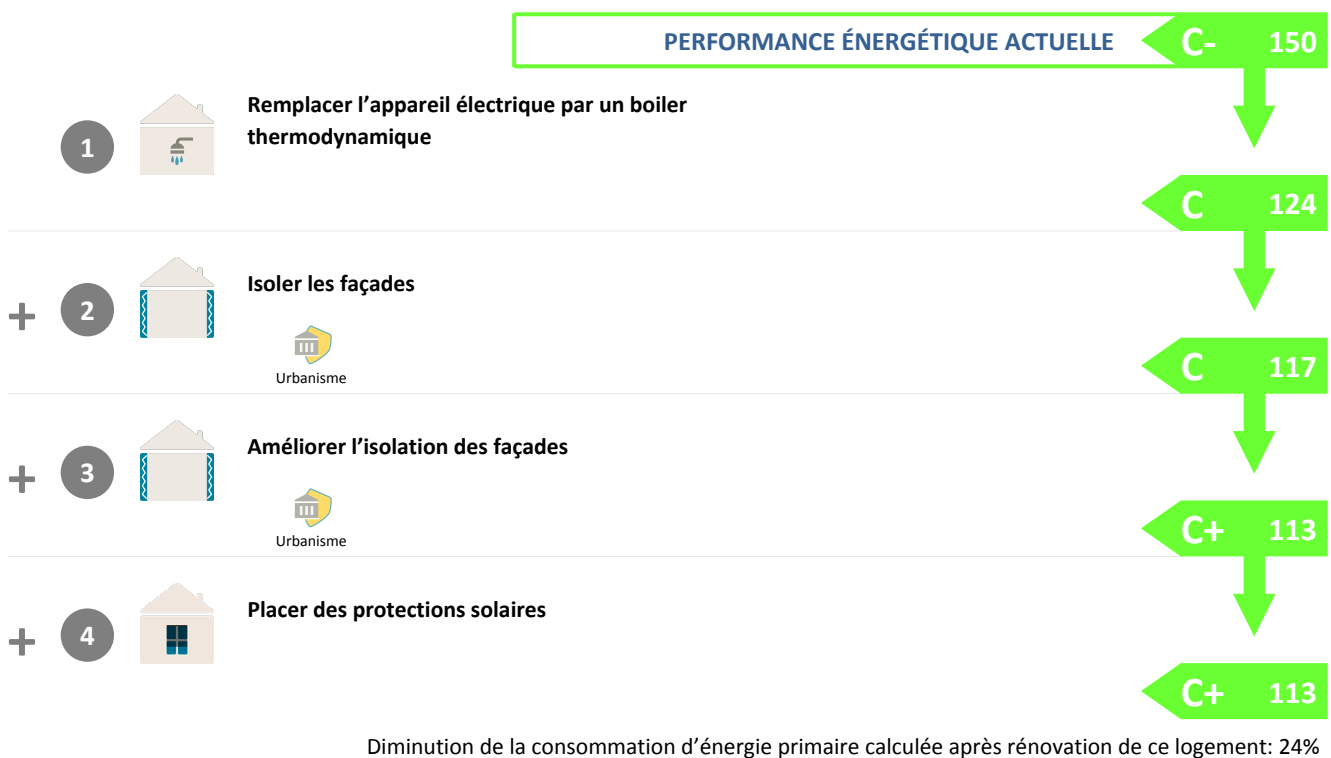 PERFORMANCE ÉNERGÉTIQUE ACTUELLE C- 150
1 Remplacer l’appareil électrique par un boiler
thermodynamique
C 124
+ 2 Isoler les façades
Urbanisme
C 117
+ 3 Améliorer l’isolation des façades
Urbanisme
C+ 113
+ 4 Placer des protections solaires
C+ 113
Diminution de la consommation d’énergie primaire calculée après rénovation de ce logement: 24%